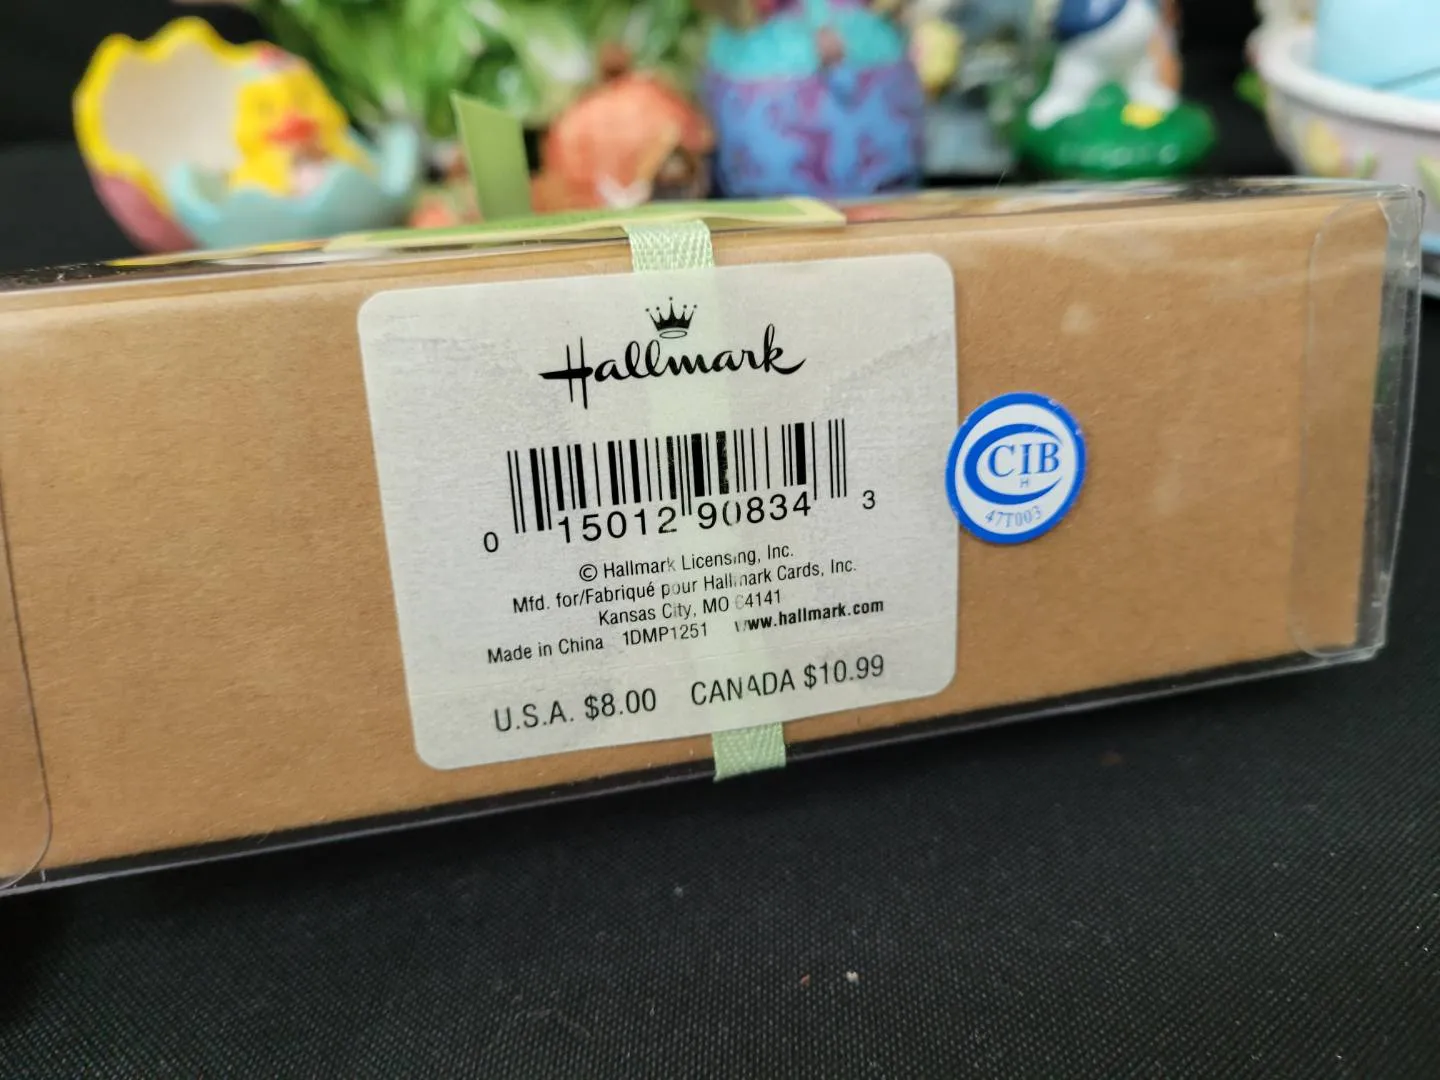 Hallmark
0 15012 90834 3
© Hallmark Licensing, Inc.
Mfd. for/Fabriqué pour Hallmark Cards, Inc.
Kansas City, MO 64141
Made in China 1DMP1251 www.hallmark.com
U.S.A. $8.00 CANADA $10.99
CIB
H
47T003